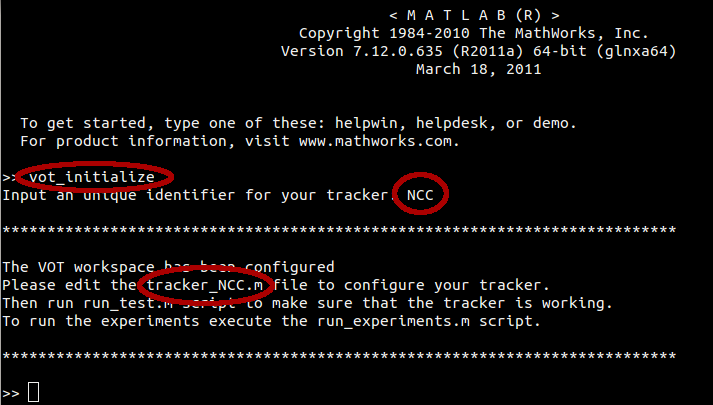 < M A T L A B (R) >
Copyright 1984-2010 The MathWorks, Inc.
Version 7.12.0.635 (R2011a) 64-bit (glnxa64)
March 18, 2011
To get started, type one of these: helpwin, helpdesk, or demo.
For product information, visit www.mathworks.com.
>> vot_initialize
Input an unique identifier for your tracker: NCC
***************************************************************************
The VOT workspace has been configured
Please edit the tracker_NCC.m file to configure your tracker.
Then run run_test.m script to make sure that the tracker is working.
To run the experiments execute the run_experiments.m script.
***************************************************************************
>>